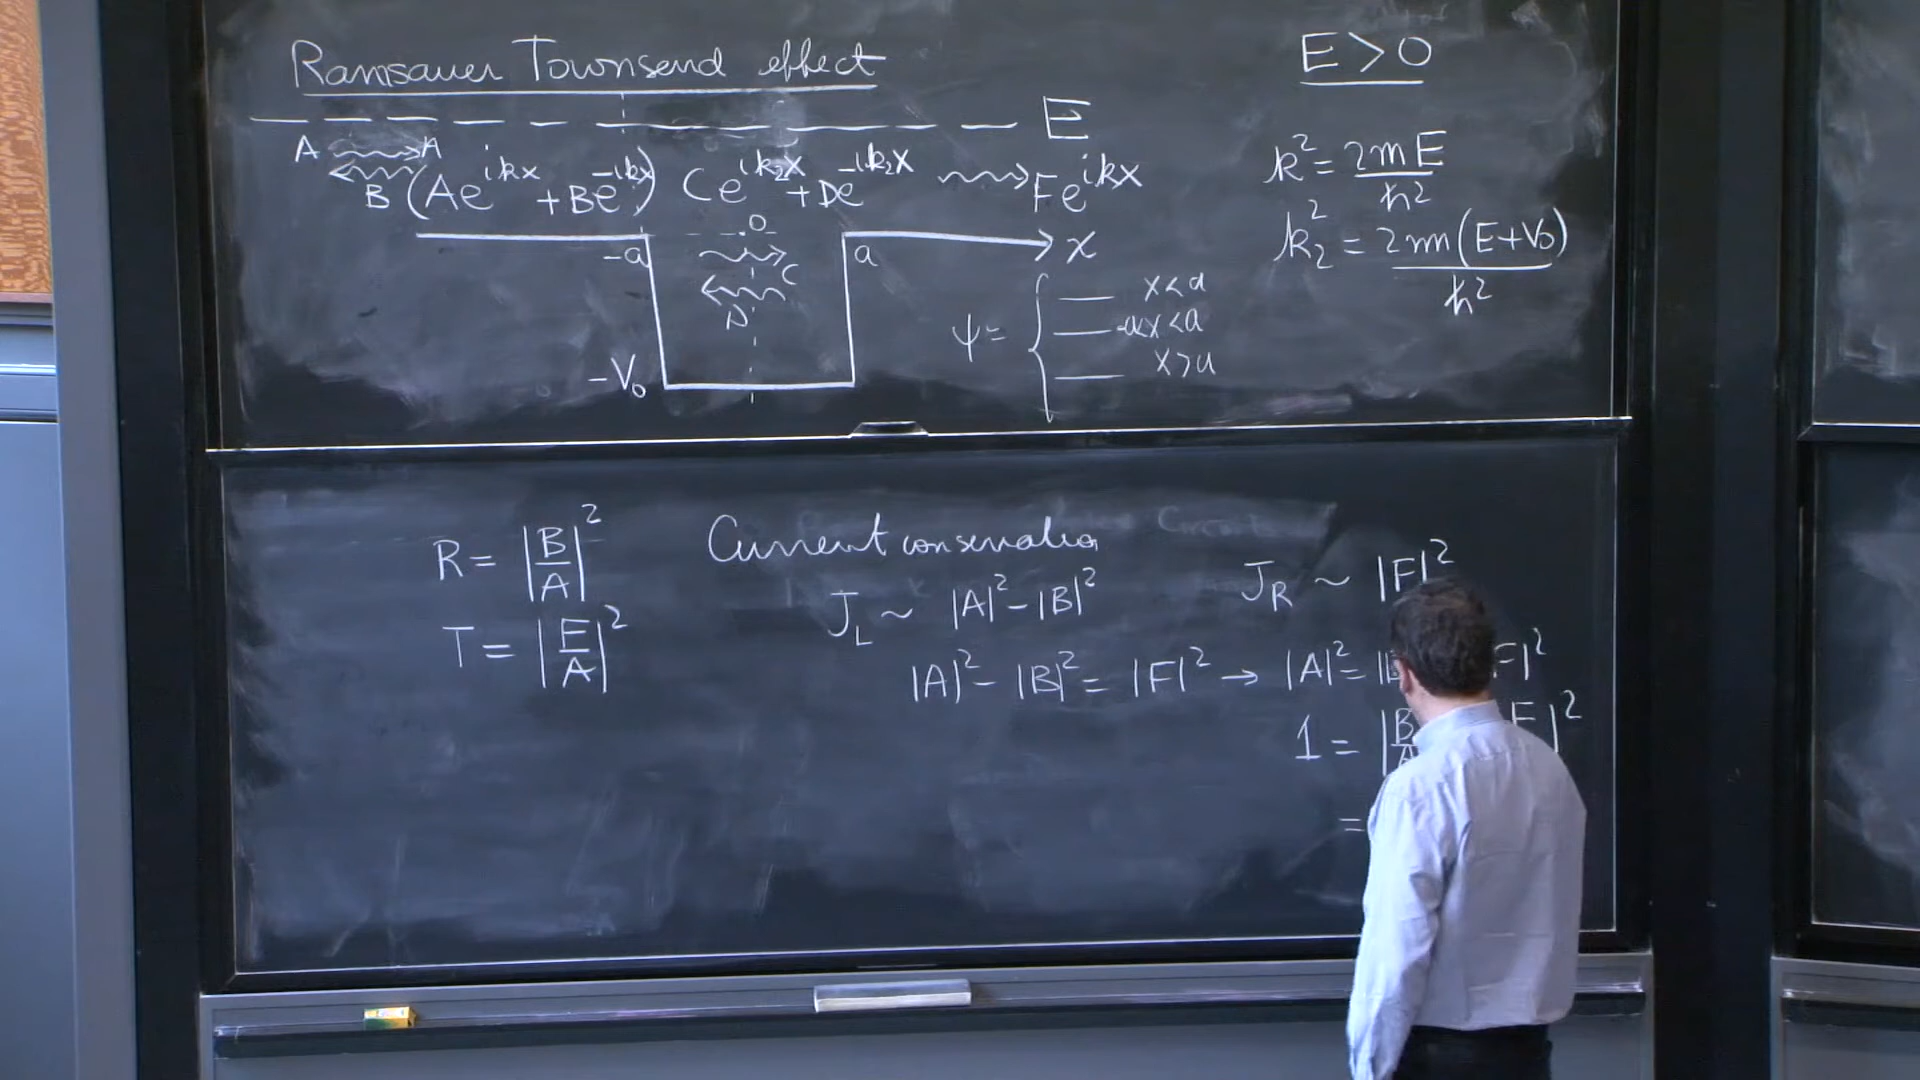 Ramsauer Townsend effect
E > 0
E
A A
B (Ae^{ikx} + Be^{-ikx}) Ce^{ik₂x} + De^{-ik₂x} Fe^{ikx}
k² = 2mE/ħ²
k₂² = 2m(E+V₀)/ħ²
0
-a a x
C
D
-V₀
ψ = {
x<a
-ax<a
x>a
R = |B/A|²
T = |F/A|²
Current conservation
J_L ~ |A|² - |B|² J_R ~ |F|²
|A|² - |B|² = |F|² → |A|² = |B F|²
1 = |B/A F |²
=